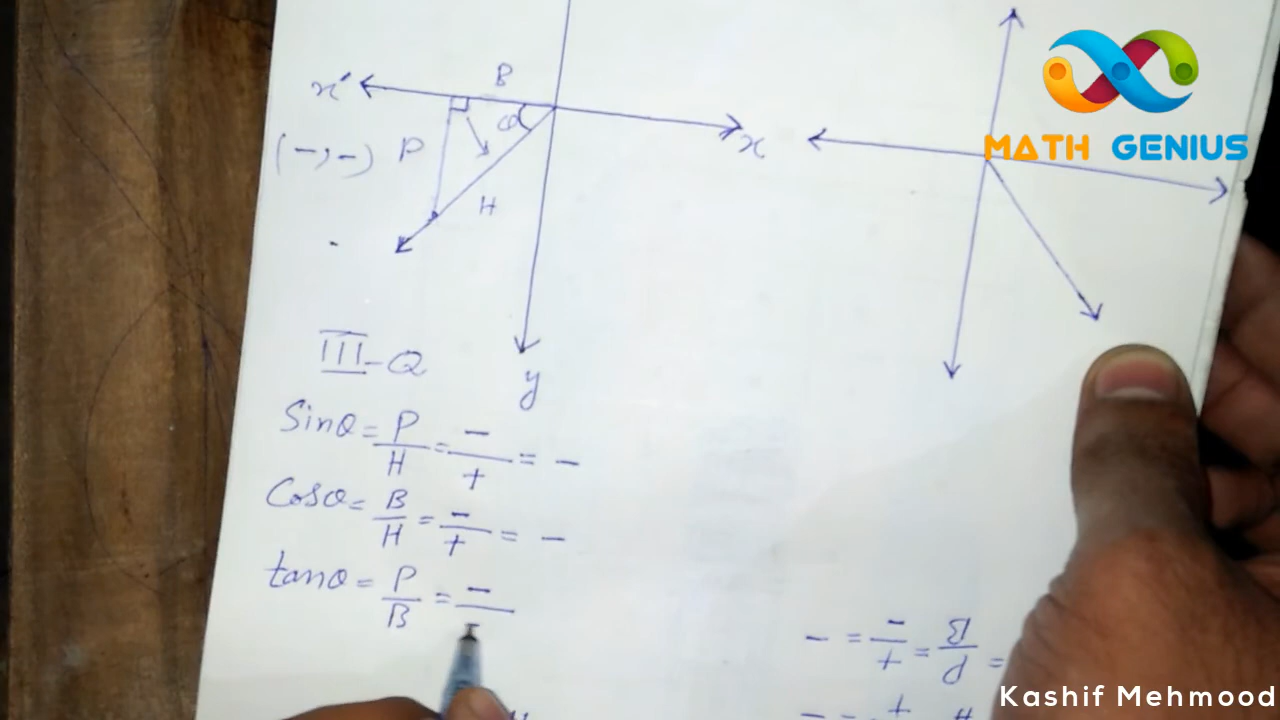 MATH GENIUS
B
x′
x
(-,-) P
θ
H
III-Q
y
Sinθ = P/H = -/+ = -
Cosθ = B/H = -/+ = -
tanθ = P/B = -/-
Kashif Mehmood